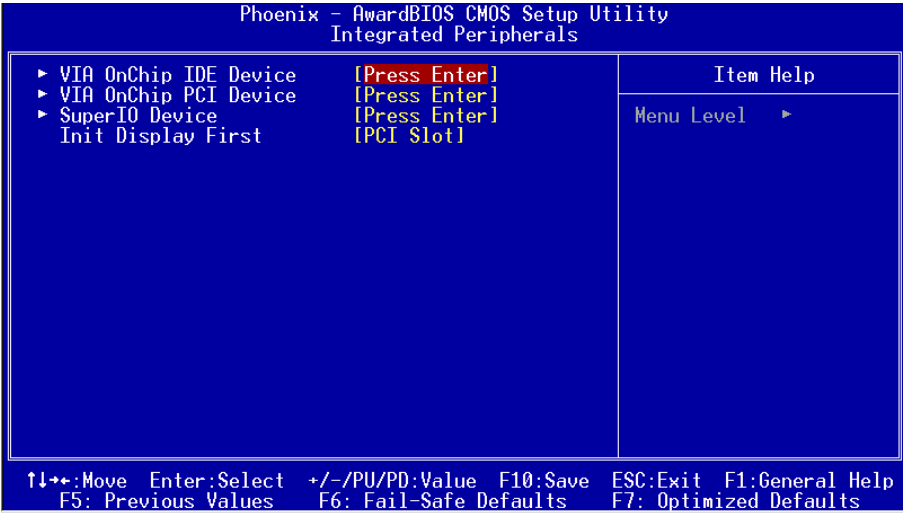 Phoenix - AwardBIOS CMOS Setup Utility
Integrated Peripherals
► VIA OnChip IDE Device [Press Enter]
► VIA OnChip PCI Device [Press Enter]
► SuperIO Device [Press Enter]
Init Display First [PCI Slot]
Item Help
Menu Level ►
↑↓→←:Move Enter:Select +/-/PU/PD:Value F10:Save ESC:Exit F1:General Help
F5: Previous Values F6: Fail-Safe Defaults F7: Optimized Defaults